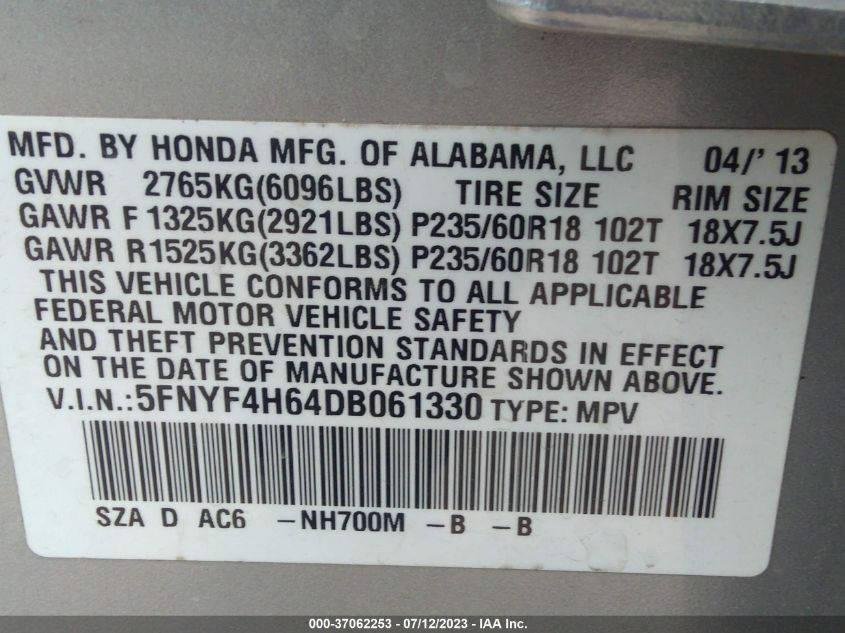 MFD. BY HONDA MFG. OF ALABAMA, LLC 04/' 13
GVWR 2765KG(6096LBS) TIRE SIZE RIM SIZE
GAWR F 1325KG(2921LBS) P235/60R18 102T 18X7.5J
GAWR R1525KG(3362LBS) P235/60R18 102T 18X7.5J
THIS VEHICLE CONFORMS TO ALL APPLICABLE
FEDERAL MOTOR VEHICLE SAFETY
AND THEFT PREVENTION STANDARDS IN EFFECT
ON THE DATE OF MANUFACTURE SHOWN ABOVE.
V.I.N.:5FNYF4H64DB061330 TYPE: MPV
SZA D AC6 -NH700M -B -B
000-37062253 - 07/12/2023 - IAA Inc.